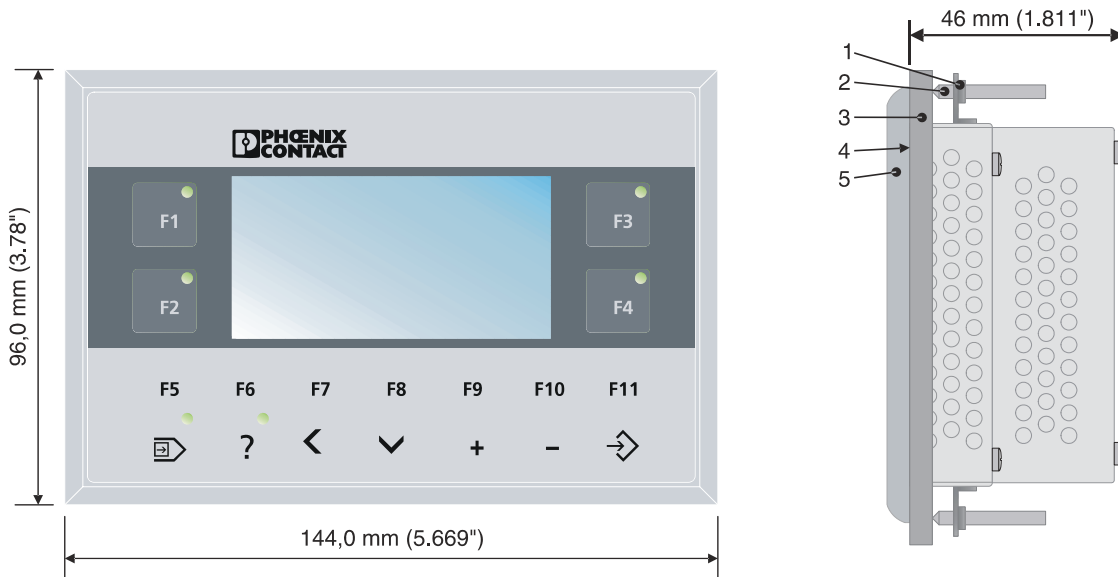 46 mm (1.811")
1
2
3
4
5
PHŒNIX
CONTACT
F1
F3
F2
F4
96,0 mm (3.78")
F5 F6 F7 F8 F9 F10 F11
? + –
144,0 mm (5.669")